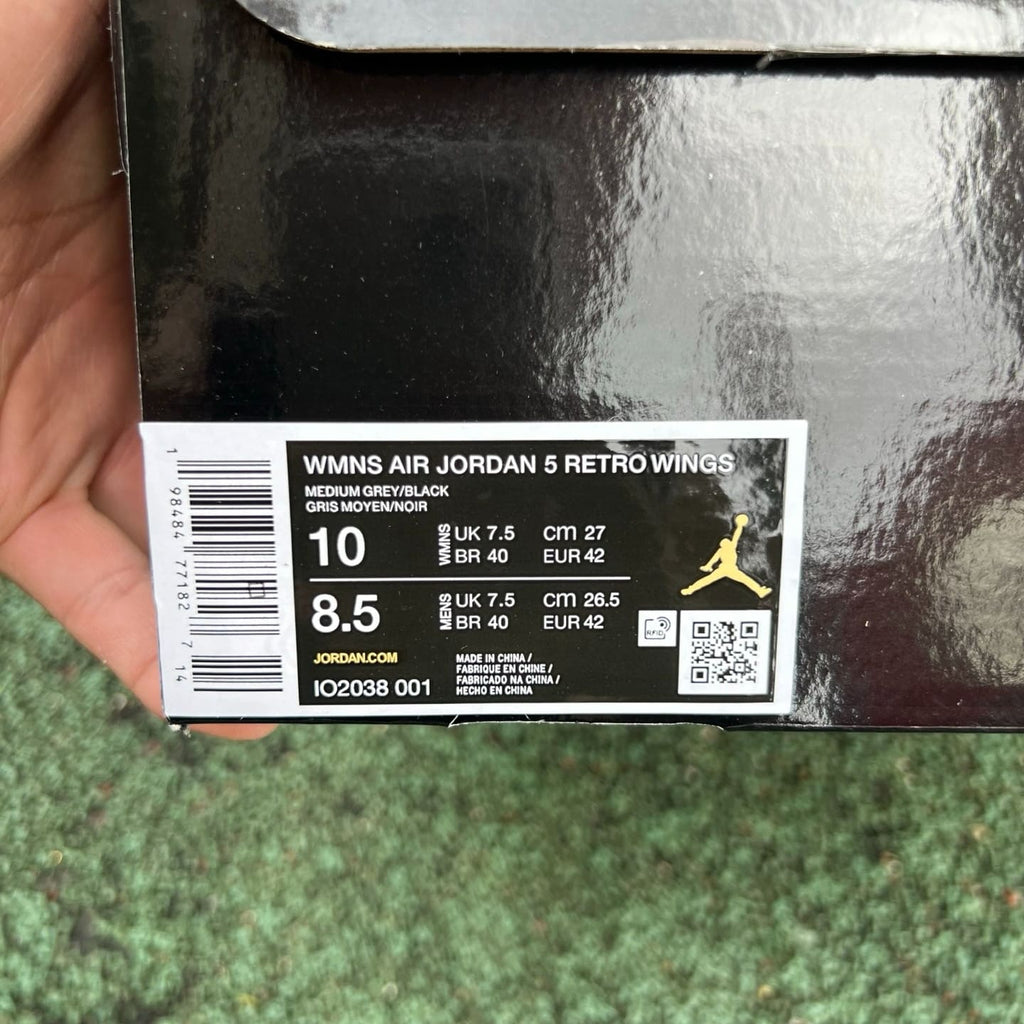 WMNS AIR JORDAN 5 RETRO WINGS
MEDIUM GREY/BLACK
GRIS MOYEN/NOIR
10 WMNS UK 7.5 CM 27
BR 40 EUR 42
8.5 MENS UK 7.5 CM 26.5
BR 40 EUR 42
JORDAN.COM
IO2038 001
MADE IN CHINA /
FABRIQUE EN CHINE /
FABRICADO NA CHINA /
HECHO EN CHINA
RFID
1 98484 77182 7 14